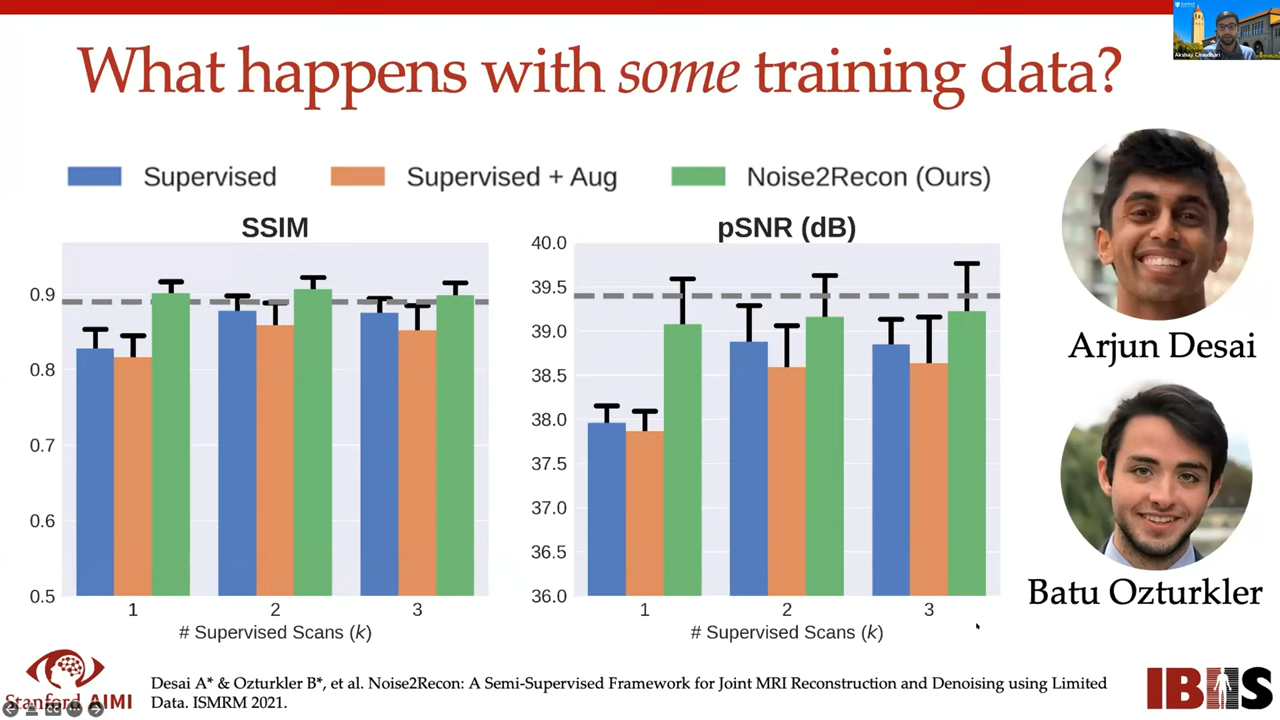 What happens with some training data?
Akshay Chaudhari
Supervised
Supervised + Aug
Noise2Recon (Ours)
SSIM
0.9
0.8
0.7
0.6
0.5
1
2
3
# Supervised Scans (k)
pSNR (dB)
40.0
39.5
39.0
38.5
38.0
37.5
37.0
36.5
36.0
1
2
3
# Supervised Scans (k)
Arjun Desai
Batu Ozturkler
Stanford AIMI
Desai A* & Ozturkler B*, et al. Noise2Recon: A Semi-Supervised Framework for Joint MRI Reconstruction and Denoising using Limited
Data. ISMRM 2021.
IBIIS